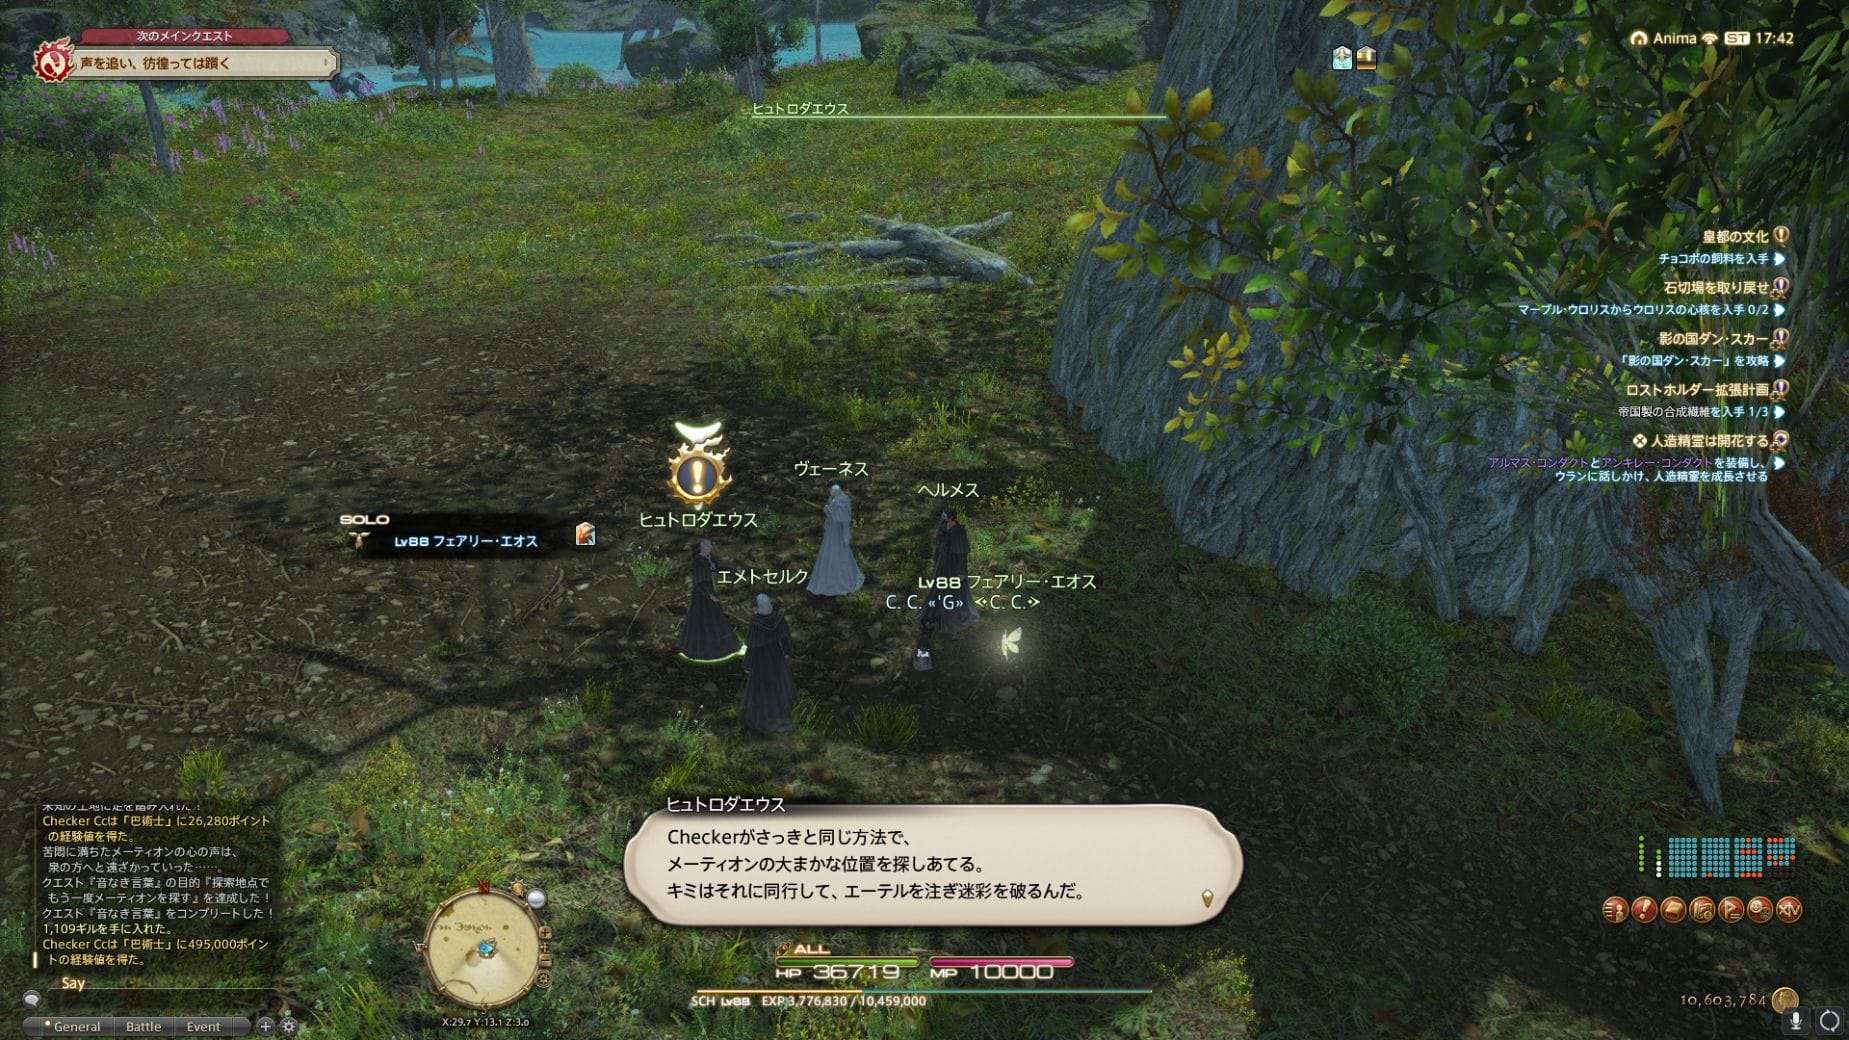 次のメインクエスト
声を追い、彷徨っては躓く
Anima ST 17:42
ヒュトロダエウス
皇都の文化
チョコボの飼料を入手
石切場を取り戻せ
マーブル・ウロリスからウロリスの心核を入手 0/2
影の国ダン・スカー
「影の国ダン・スカー」を攻略
ロストホルダー拡張計画
帝国製の合成繊維を入手 1/3
人造精霊は開花する
アルマス・コンダクトとアンキレー・コンダクトを装備し、
ウランに話しかけ、人造精霊を成長させる
ヴェーネス
ヘルメス
ヒュトロダエウス
SOLO
Lv88 フェアリー・エオス
エメトセルク
Lv88 フェアリー・エオス
C. C. «'G» <C. C.>
ヒュトロダエウス
Checkerがさっきと同じ方法で、
メーティオンの大まかな位置を探しあてる。
キミはそれに同行して、エーテルを注ぎ迷彩を破るんだ。
未知の土地に足を踏み入れた！
Checker Ccは「巴術士」に26,280ポイント
の経験値を得た。
苦悶に満ちたメーティオンの心の声は、
泉の方へと遠ざかっていった……。
クエスト『音なき言葉』の目的『探索地点で
もう一度メーティオンを探す』を達成した！
クエスト『音なき言葉』をコンプリートした！
1,109ギルを手に入れた。
Checker Ccは「巴術士」に495,000ポイン
トの経験値を得た。
Say
General Battle Event
X:29.7 Y:13.1 Z:3.0
ALL
HP 36719 MP 10000
SCH Lv88 EXP 3,776,830 / 10,459,000
XIV
10,603,784